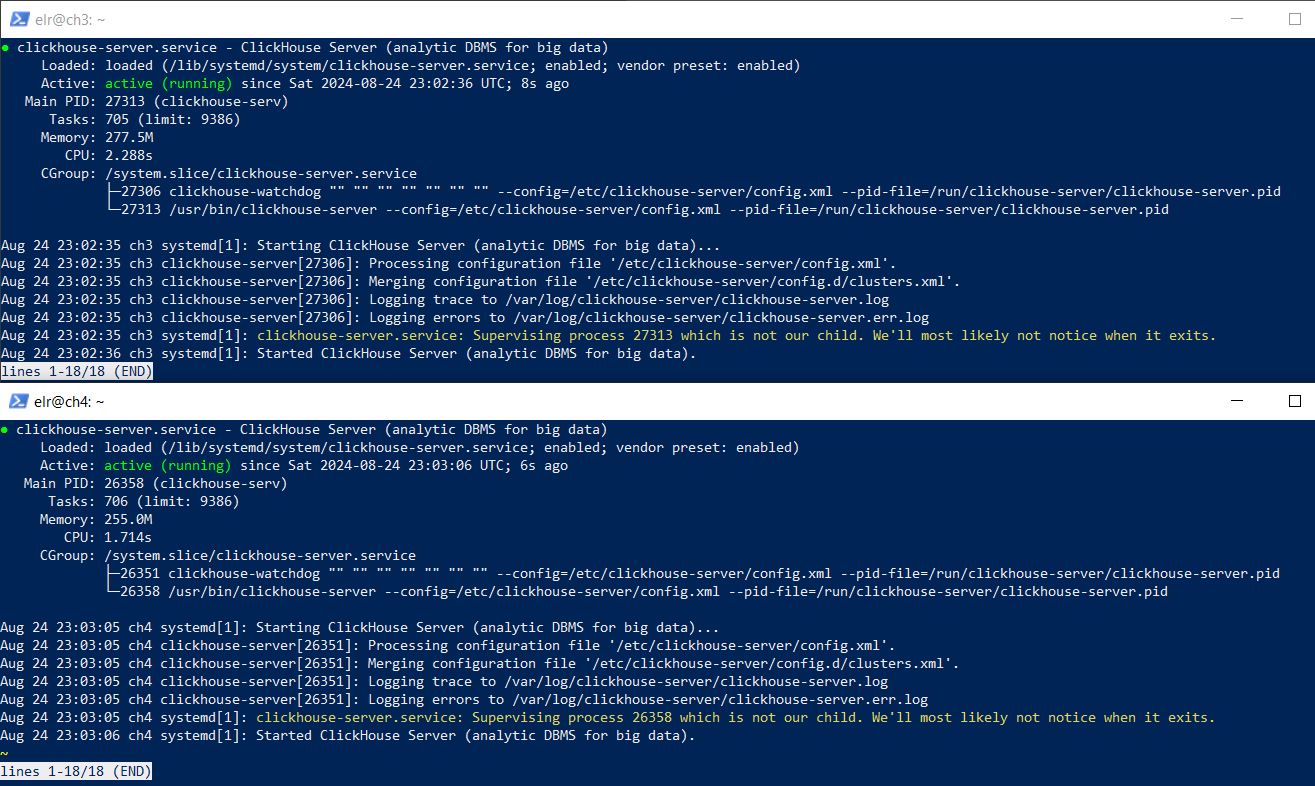 elr@ch3: ~
● clickhouse-server.service - ClickHouse Server (analytic DBMS for big data)
Loaded: loaded (/lib/systemd/system/clickhouse-server.service; enabled; vendor preset: enabled)
Active: active (running) since Sat 2024-08-24 23:02:36 UTC; 8s ago
Main PID: 27313 (clickhouse-serv)
Tasks: 705 (limit: 9386)
Memory: 277.5M
CPU: 2.288s
CGroup: /system.slice/clickhouse-server.service
├─27306 clickhouse-watchdog "" "" "" "" "" "" "" --config=/etc/clickhouse-server/config.xml --pid-file=/run/clickhouse-server/clickhouse-server.pid
└─27313 /usr/bin/clickhouse-server --config=/etc/clickhouse-server/config.xml --pid-file=/run/clickhouse-server/clickhouse-server.pid
Aug 24 23:02:35 ch3 systemd[1]: Starting ClickHouse Server (analytic DBMS for big data)...
Aug 24 23:02:35 ch3 clickhouse-server[27306]: Processing configuration file '/etc/clickhouse-server/config.xml'.
Aug 24 23:02:35 ch3 clickhouse-server[27306]: Merging configuration file '/etc/clickhouse-server/config.d/clusters.xml'.
Aug 24 23:02:35 ch3 clickhouse-server[27306]: Logging trace to /var/log/clickhouse-server/clickhouse-server.log
Aug 24 23:02:35 ch3 clickhouse-server[27306]: Logging errors to /var/log/clickhouse-server/clickhouse-server.err.log
Aug 24 23:02:35 ch3 systemd[1]: clickhouse-server.service: Supervising process 27313 which is not our child. We'll most likely not notice when it exits.
Aug 24 23:02:36 ch3 systemd[1]: Started ClickHouse Server (analytic DBMS for big data).
lines 1-18/18 (END)
elr@ch4: ~
● clickhouse-server.service - ClickHouse Server (analytic DBMS for big data)
Loaded: loaded (/lib/systemd/system/clickhouse-server.service; enabled; vendor preset: enabled)
Active: active (running) since Sat 2024-08-24 23:03:06 UTC; 6s ago
Main PID: 26358 (clickhouse-serv)
Tasks: 706 (limit: 9386)
Memory: 255.0M
CPU: 1.714s
CGroup: /system.slice/clickhouse-server.service
├─26351 clickhouse-watchdog "" "" "" "" "" "" "" --config=/etc/clickhouse-server/config.xml --pid-file=/run/clickhouse-server/clickhouse-server.pid
└─26358 /usr/bin/clickhouse-server --config=/etc/clickhouse-server/config.xml --pid-file=/run/clickhouse-server/clickhouse-server.pid
Aug 24 23:03:05 ch4 systemd[1]: Starting ClickHouse Server (analytic DBMS for big data)...
Aug 24 23:03:05 ch4 clickhouse-server[26351]: Processing configuration file '/etc/clickhouse-server/config.xml'.
Aug 24 23:03:05 ch4 clickhouse-server[26351]: Merging configuration file '/etc/clickhouse-server/config.d/clusters.xml'.
Aug 24 23:03:05 ch4 clickhouse-server[26351]: Logging trace to /var/log/clickhouse-server/clickhouse-server.log
Aug 24 23:03:05 ch4 clickhouse-server[26351]: Logging errors to /var/log/clickhouse-server/clickhouse-server.err.log
Aug 24 23:03:05 ch4 systemd[1]: clickhouse-server.service: Supervising process 26358 which is not our child. We'll most likely not notice when it exits.
Aug 24 23:03:06 ch4 systemd[1]: Started ClickHouse Server (analytic DBMS for big data).
~
lines 1-18/18 (END)